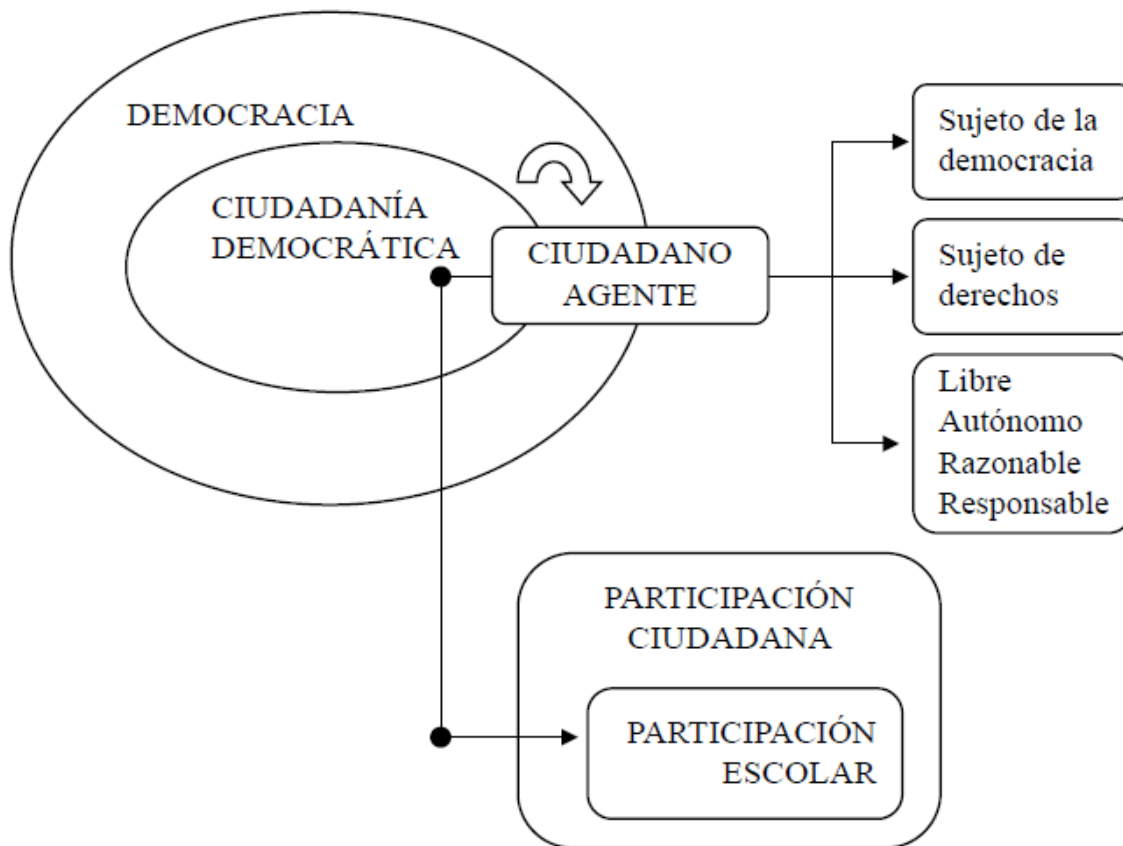 DEMOCRACIA
CIUDADANÍA
DEMOCRÁTICA
CIUDADANO
AGENTE
Sujeto de la
democracia
Sujeto de
derechos
Libre
Autónomo
Razonable
Responsable
PARTICIPACIÓN
CIUDADANA
PARTICIPACIÓN
ESCOLAR